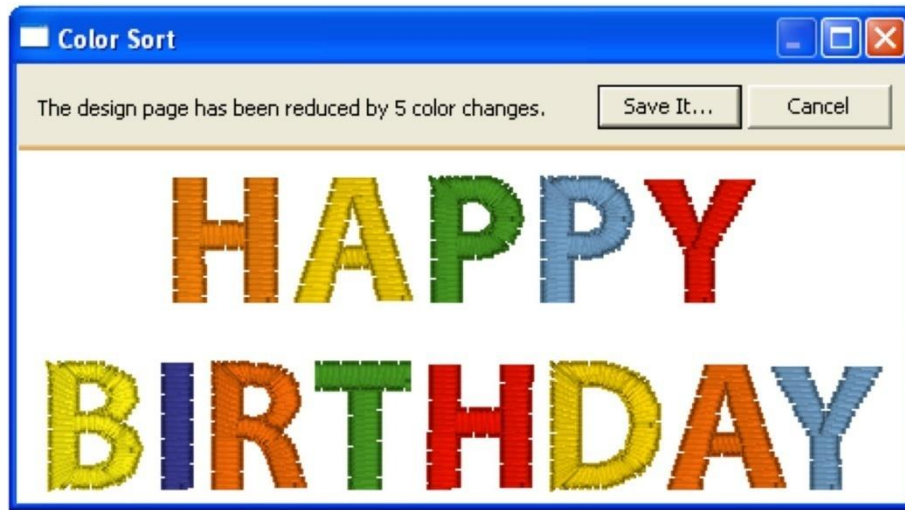 Color Sort
The design page has been reduced by 5 color changes.
Save It...
Cancel
HAPPY
BIRTHDAY